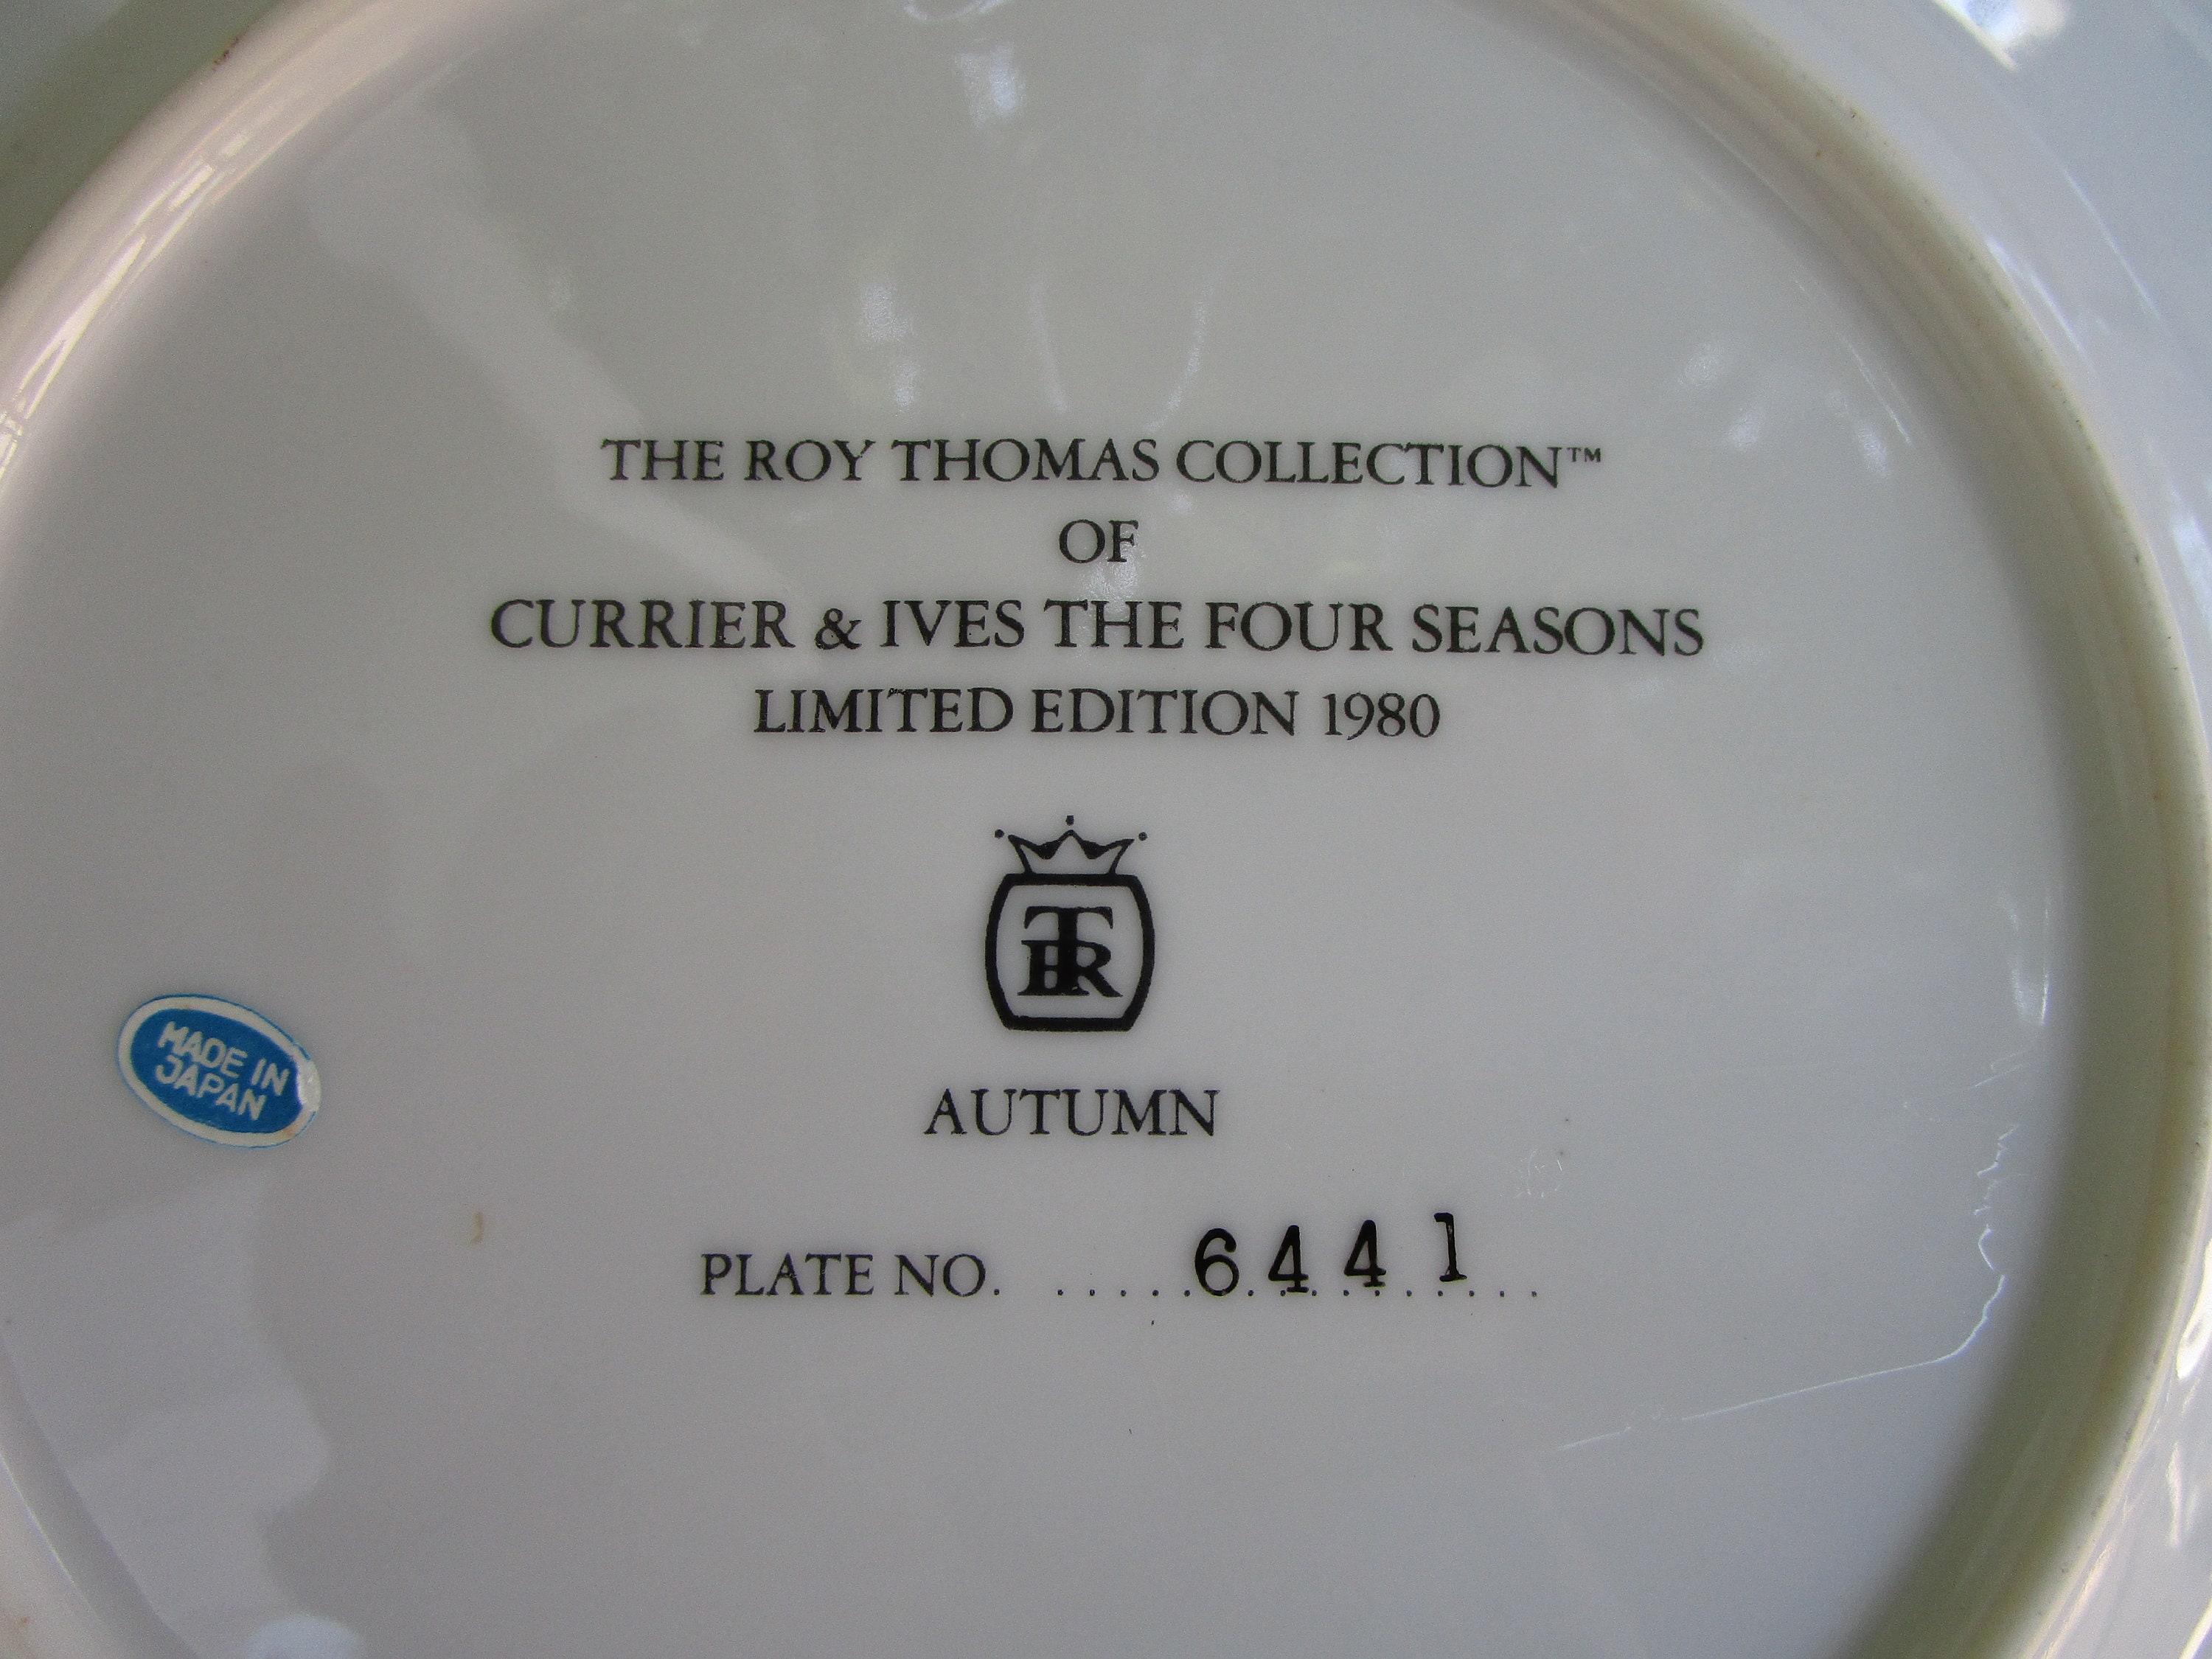 THE ROY THOMAS COLLECTION™
OF
CURRIER & IVES THE FOUR SEASONS
LIMITED EDITION 1980
TR
AUTUMN
MADE IN
JAPAN
PLATE NO. ..... 6441 .....